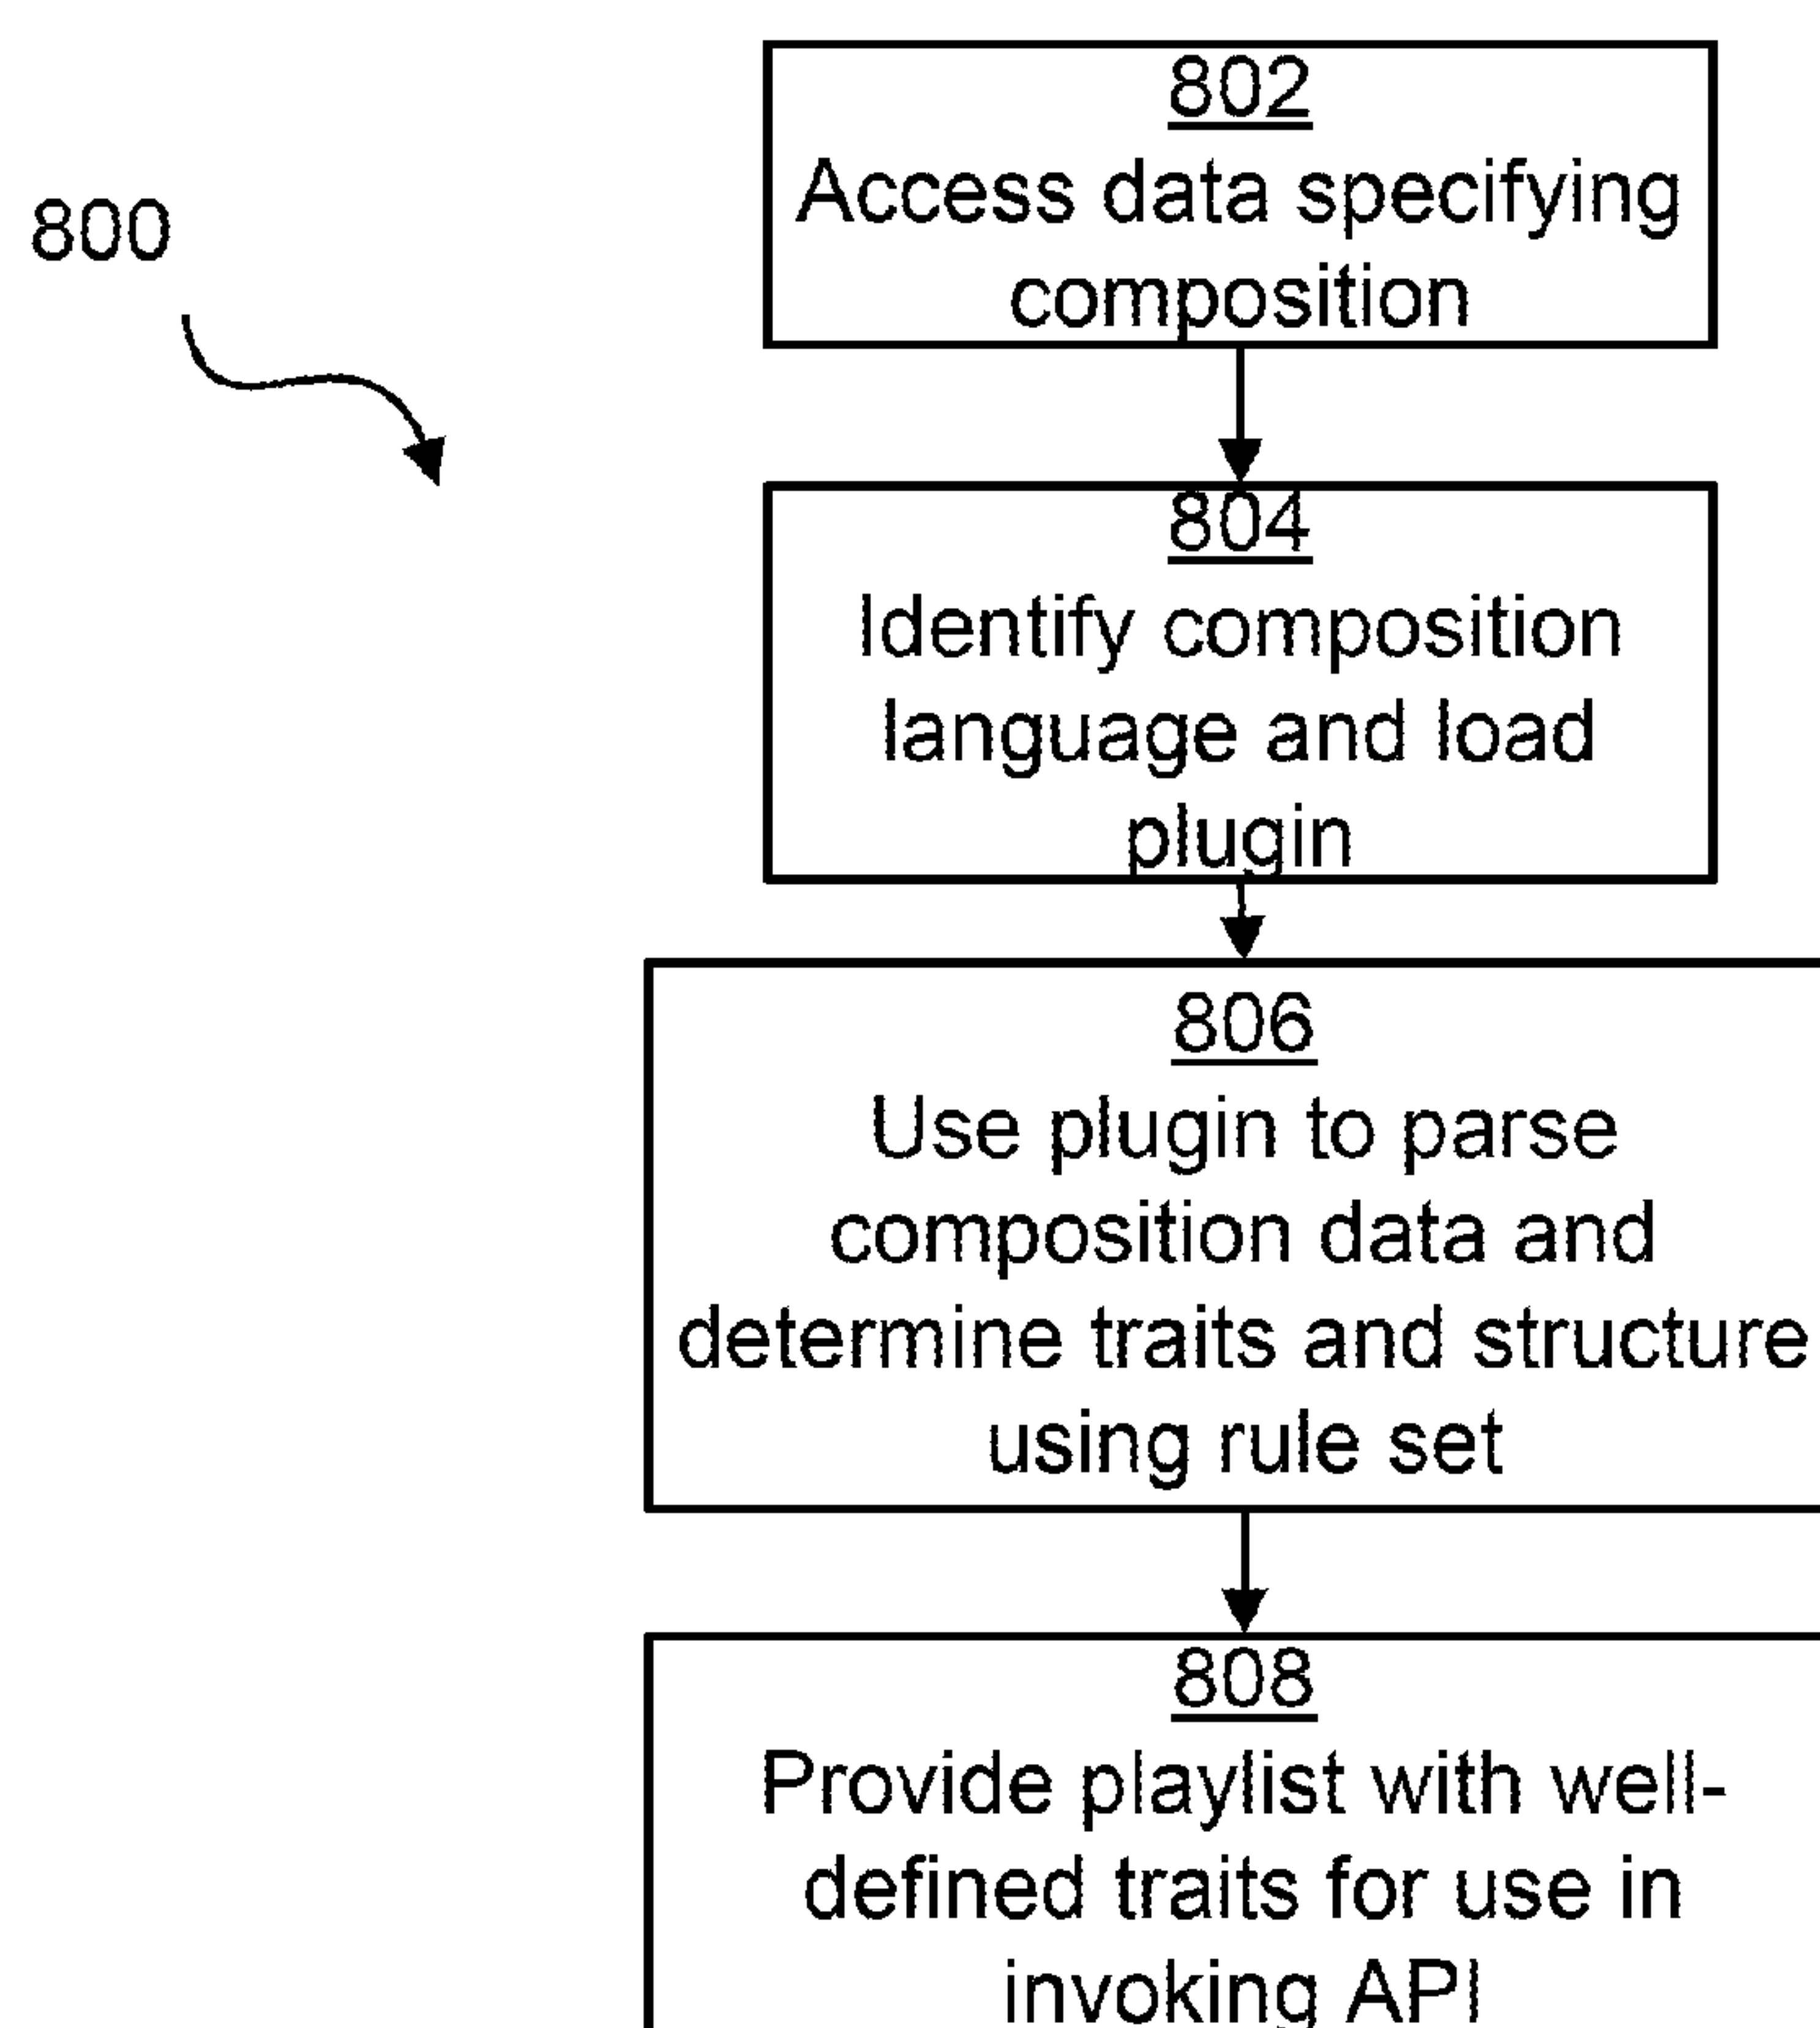 802
Access data specifying
composition
800
804
Identify composition
language and load
plugin
806
Use plugin to parse
composition data and
determine traits and structure
using rule set
808
Provide playlist with well-
defined traits for use in
invoking API